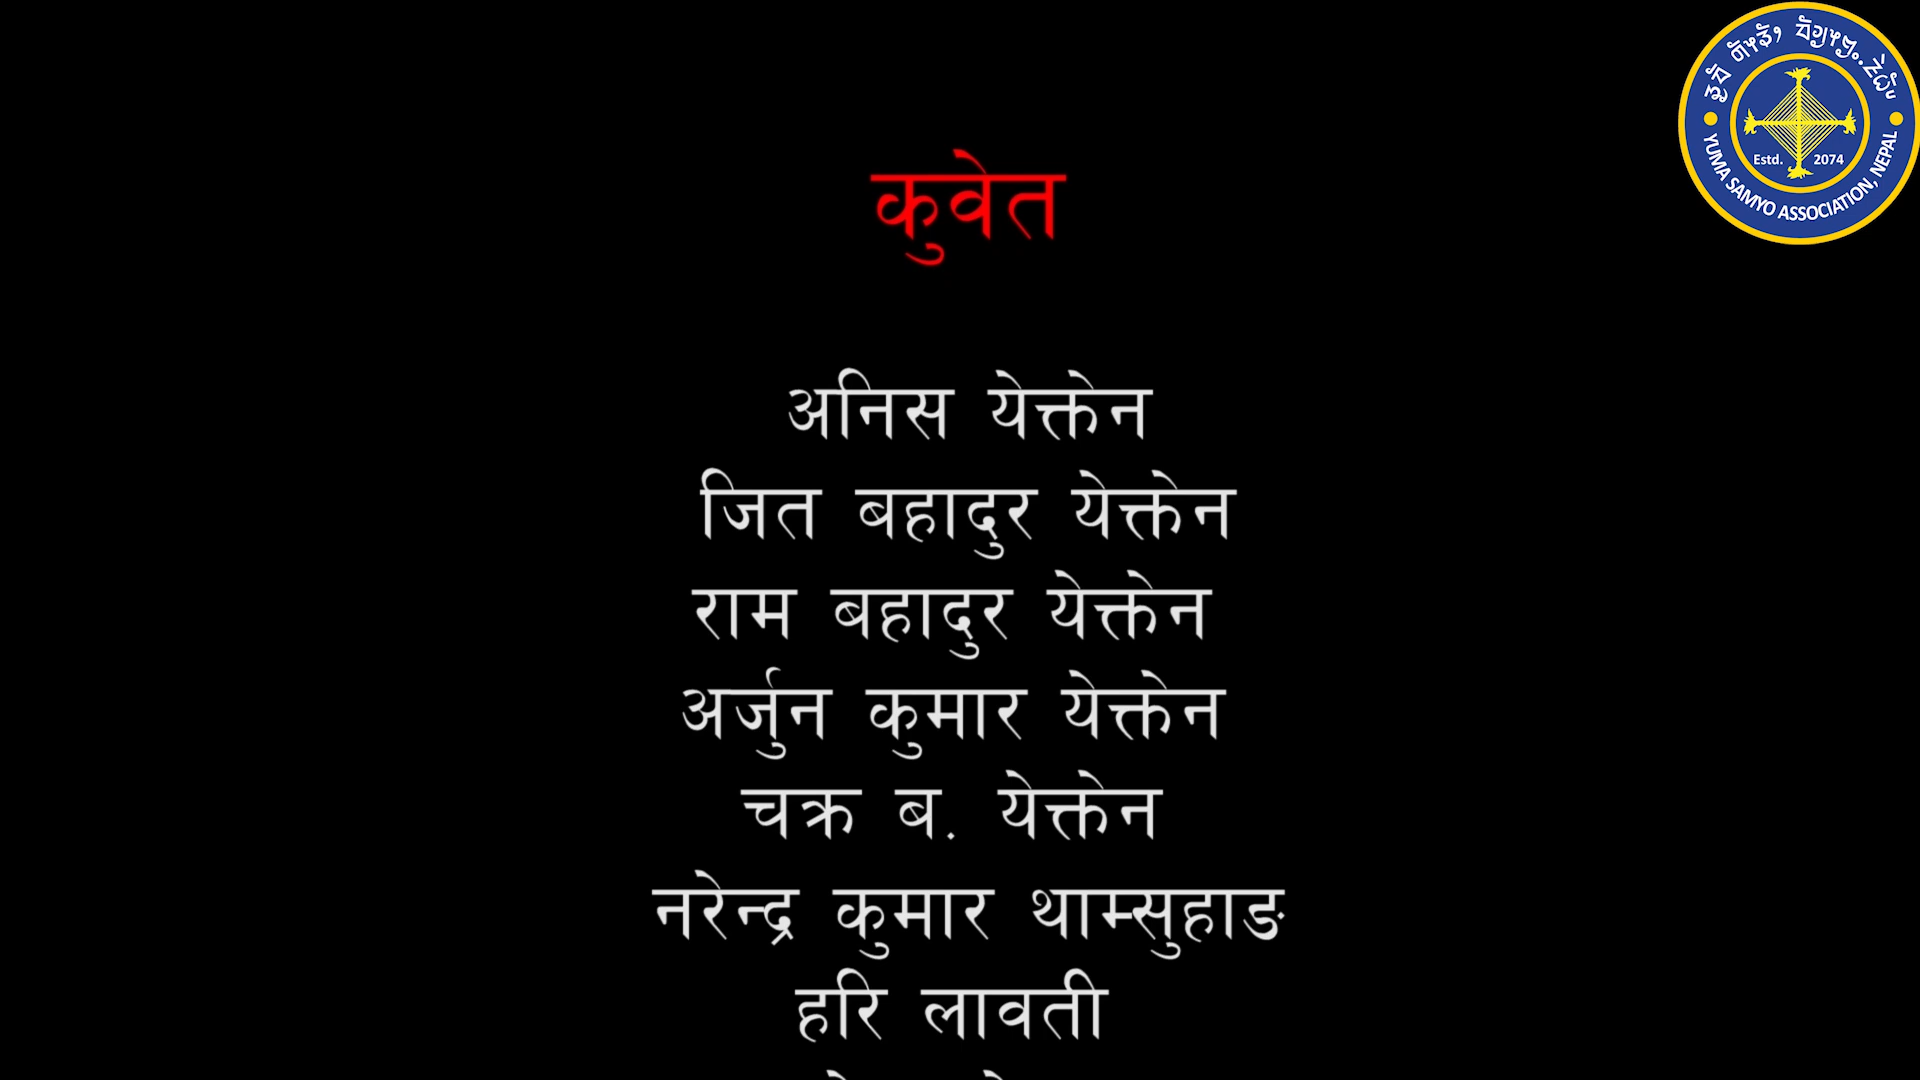 कुवेत
अनिस येक्तेन
जित बहादुर येक्तेन
राम बहादुर येक्तेन
अर्जुन कुमार येक्तेन
चक्र ब. येक्तेन
नरेन्द्र कुमार थाम्सुहाङ
हरि लावती
Estd. 2074
YUMA SAMYO ASSOCIATION, NEPAL